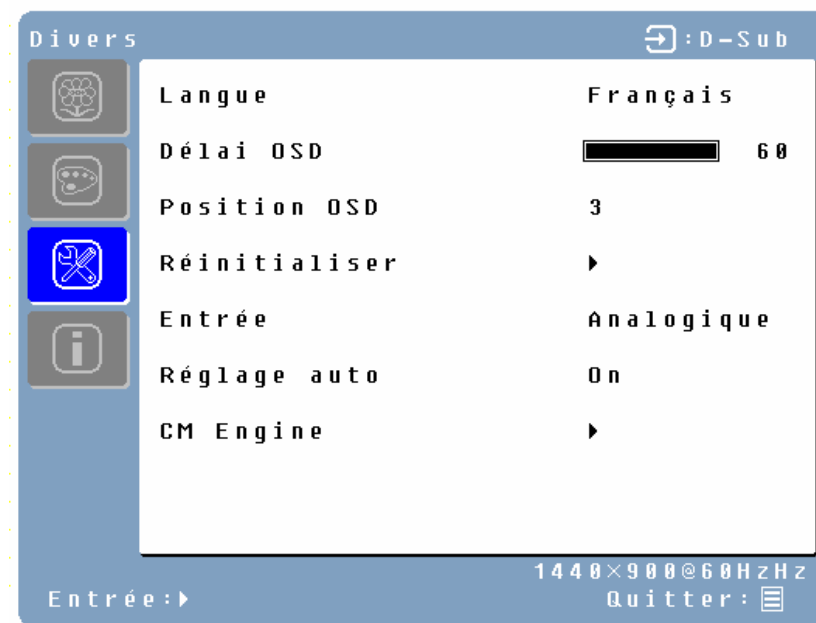 Divers :D-Sub
Langue Français
Délai OSD 60
Position OSD 3
Réinitialiser
Entrée Analogique
Réglage auto On
CM Engine
1440×900@60HzHz
Entrée: Quitter: